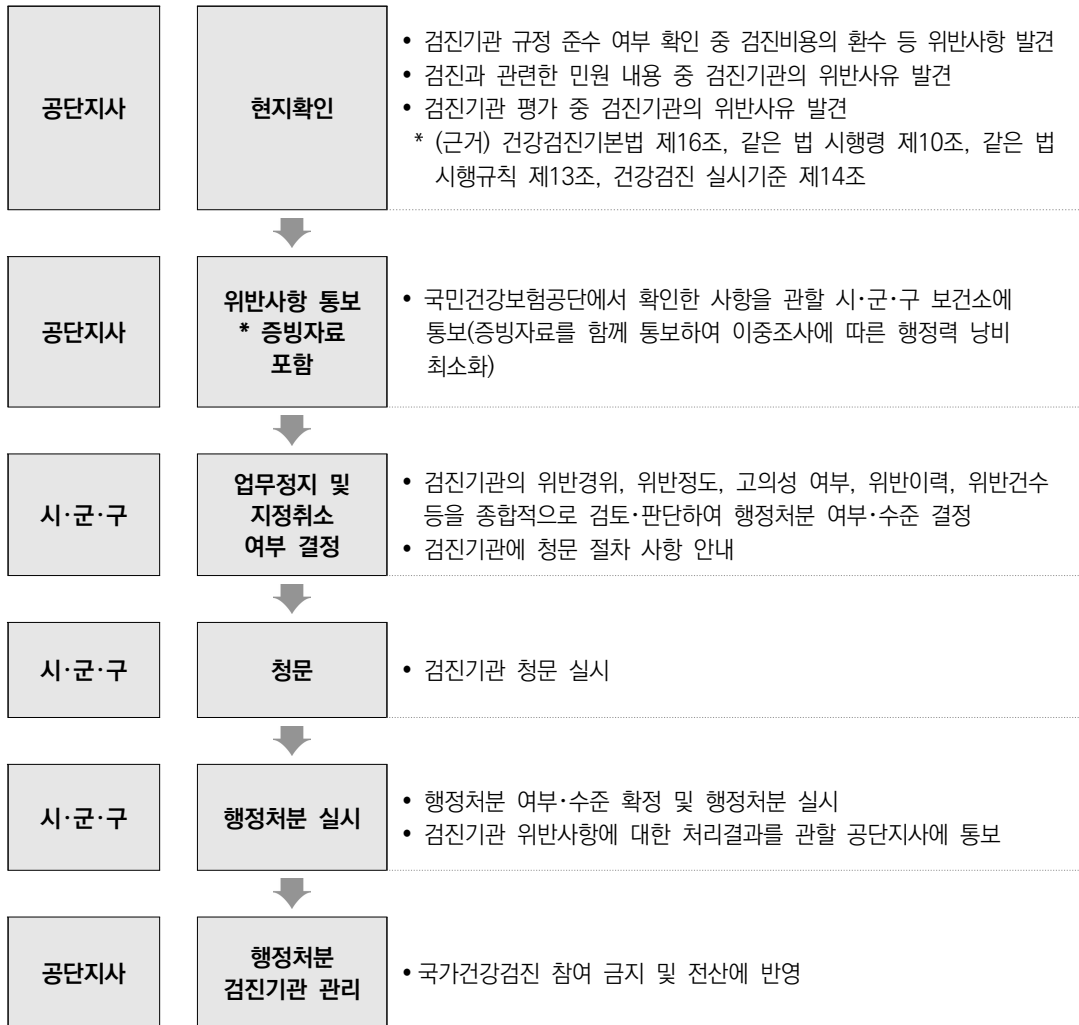 공단지사
현지확인
• 검진기관 규정 준수 여부 확인 중 검진비용의 환수 등 위반사항 발견
• 검진과 관련한 민원 내용 중 검진기관의 위반사유 발견
• 검진기관 평가 중 검진기관의 위반사유 발견
* (근거) 건강검진기본법 제16조, 같은 법 시행령 제10조, 같은 법
시행규칙 제13조, 건강검진 실시기준 제14조
공단지사
위반사항 통보
* 증빙자료
포함
• 국민건강보험공단에서 확인한 사항을 관할 시·군·구 보건소에
통보(증빙자료를 함께 통보하여 이중조사에 따른 행정력 낭비
최소화)
시·군·구
업무정지 및
지정취소
여부 결정
• 검진기관의 위반경위, 위반정도, 고의성 여부, 위반이력, 위반건수
등을 종합적으로 검토·판단하여 행정처분 여부·수준 결정
• 검진기관에 청문 절차 사항 안내
시·군·구
청문
• 검진기관 청문 실시
시·군·구
행정처분 실시
• 행정처분 여부·수준 확정 및 행정처분 실시
• 검진기관 위반사항에 대한 처리결과를 관할 공단지사에 통보
공단지사
행정처분
검진기관 관리
• 국가건강검진 참여 금지 및 전산에 반영